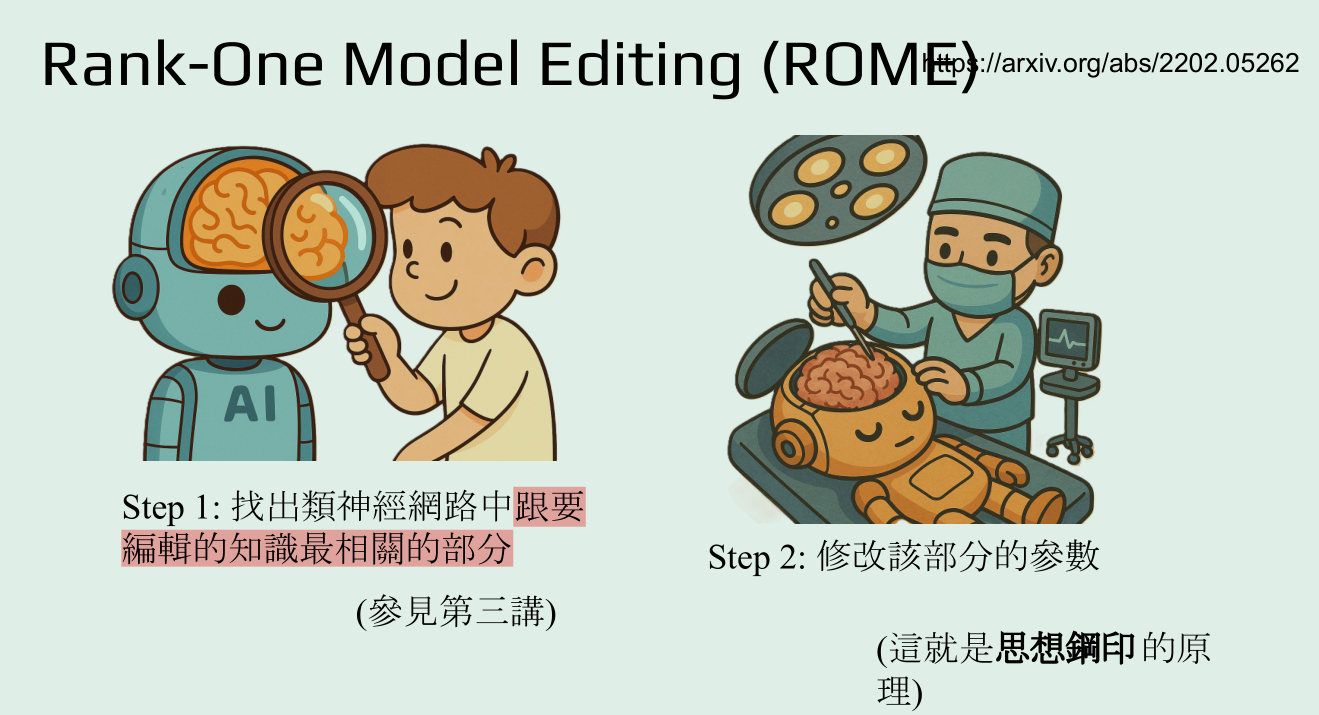 Rank-One Model Editing (ROME)
https://arxiv.org/abs/2202.05262
AI
Step 1: 找出類神經網路中跟要
編輯的知識最相關的部分
(參見第三講)
Step 2: 修改該部分的參數
(這就是思想鋼印的原
理)